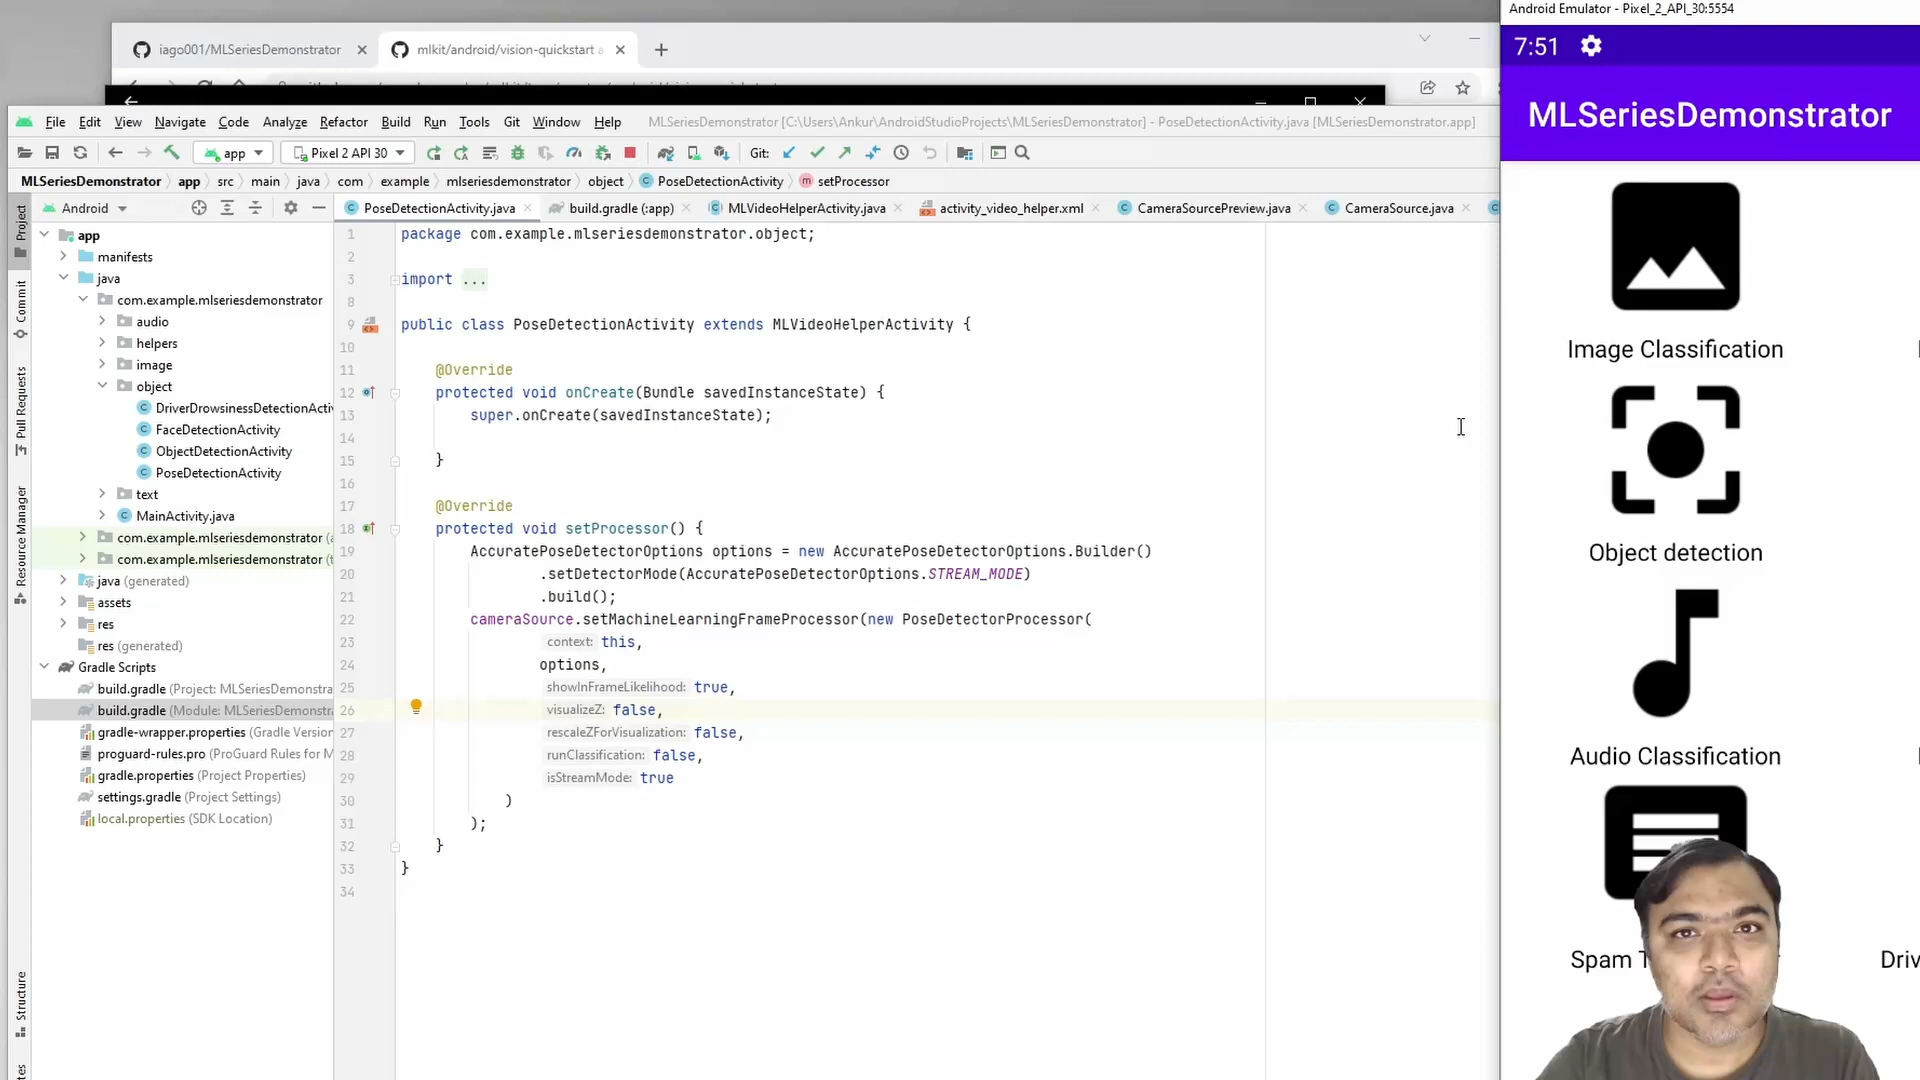 Android Emulator - Pixel_2_API_30:5554
iago001/MLSeriesDemonstrator
mlkit/android/vision-quickstart
7:51
MLSeriesDemonstrator
File Edit View Navigate Code Analyze Refactor Build Run Tools Git Window Help MLSeriesDemonstrator [C:\Users\Ankur\AndroidStudioProjects\MLSeriesDemonstrator] - PoseDetectionActivity.java [MLSeriesDemonstrator.app]
app Pixel 2 API 30 Git:
MLSeriesDemonstrator app src main java com example mlseriesdemonstrator object PoseDetectionActivity setProcessor
Android
PoseDetectionActivity.java build.gradle (:app) MLVideoHelperActivity.java activity_video_helper.xml CameraSourcePreview.java CameraSource.java
Project
Commit
Pull Requests
Resource Manager
Structure
app
manifests
java
com.example.mlseriesdemonstrator
audio
helpers
image
object
DriverDrowsinessDetectionActiv
FaceDetectionActivity
ObjectDetectionActivity
PoseDetectionActivity
text
MainActivity.java
com.example.mlseriesdemonstrator
com.example.mlseriesdemonstrator
java (generated)
assets
res
res (generated)
Gradle Scripts
build.gradle (Project: MLSeriesDemonstra
build.gradle (Module: MLSeriesDemonstr
gradle-wrapper.properties (Gradle Version
proguard-rules.pro (ProGuard Rules for M
gradle.properties (Project Properties)
settings.gradle (Project Settings)
local.properties (SDK Location)
1 package com.example.mlseriesdemonstrator.object;
2
3 import ...
8
9 public class PoseDetectionActivity extends MLVideoHelperActivity {
10
11 @Override
12 protected void onCreate(Bundle savedInstanceState) {
13 super.onCreate(savedInstanceState);
14
15 }
16
17 @Override
18 protected void setProcessor() {
19 AccuratePoseDetectorOptions options = new AccuratePoseDetectorOptions.Builder()
20 .setDetectorMode(AccuratePoseDetectorOptions.STREAM_MODE)
21 .build();
22 cameraSource.setMachineLearningFrameProcessor(new PoseDetectorProcessor(
23 context: this,
24 options,
25 showInFrameLikelihood: true,
26 visualizeZ: false,
27 rescaleZForVisualization: false,
28 runClassification: false,
29 isStreamMode: true
30 )
31 );
32 }
33 }
34
Image Classification
Object detection
Audio Classification
Spam
Driv